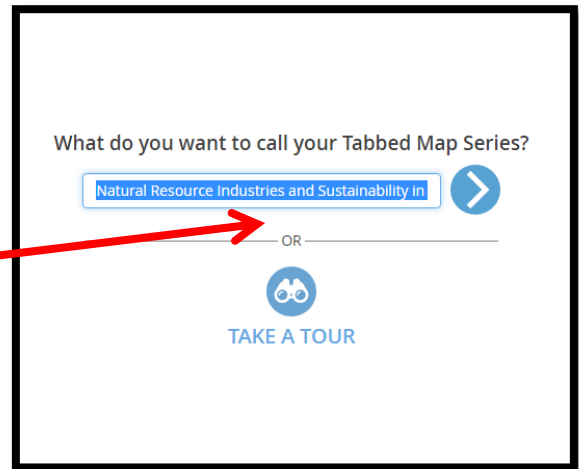 What do you want to call your Tabbed Map Series?
Natural Resource Industries and Sustainability in
OR
TAKE A TOUR